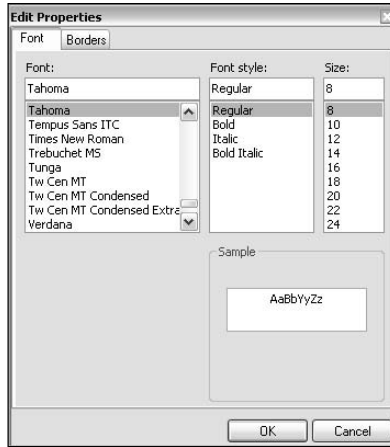 Edit Properties
Font
Borders
Font:
Tahoma
Tahoma
Tempus Sans ITC
Times New Roman
Trebuchet MS
Tunga
Tw Cen MT
Tw Cen MT Condensed
Tw Cen MT Condensed Extra
Verdana
Font style:
Regular
Regular
Bold
Italic
Bold Italic
Size:
8
8
10
12
14
16
18
20
22
24
Sample
AaBbYyZz
OK
Cancel